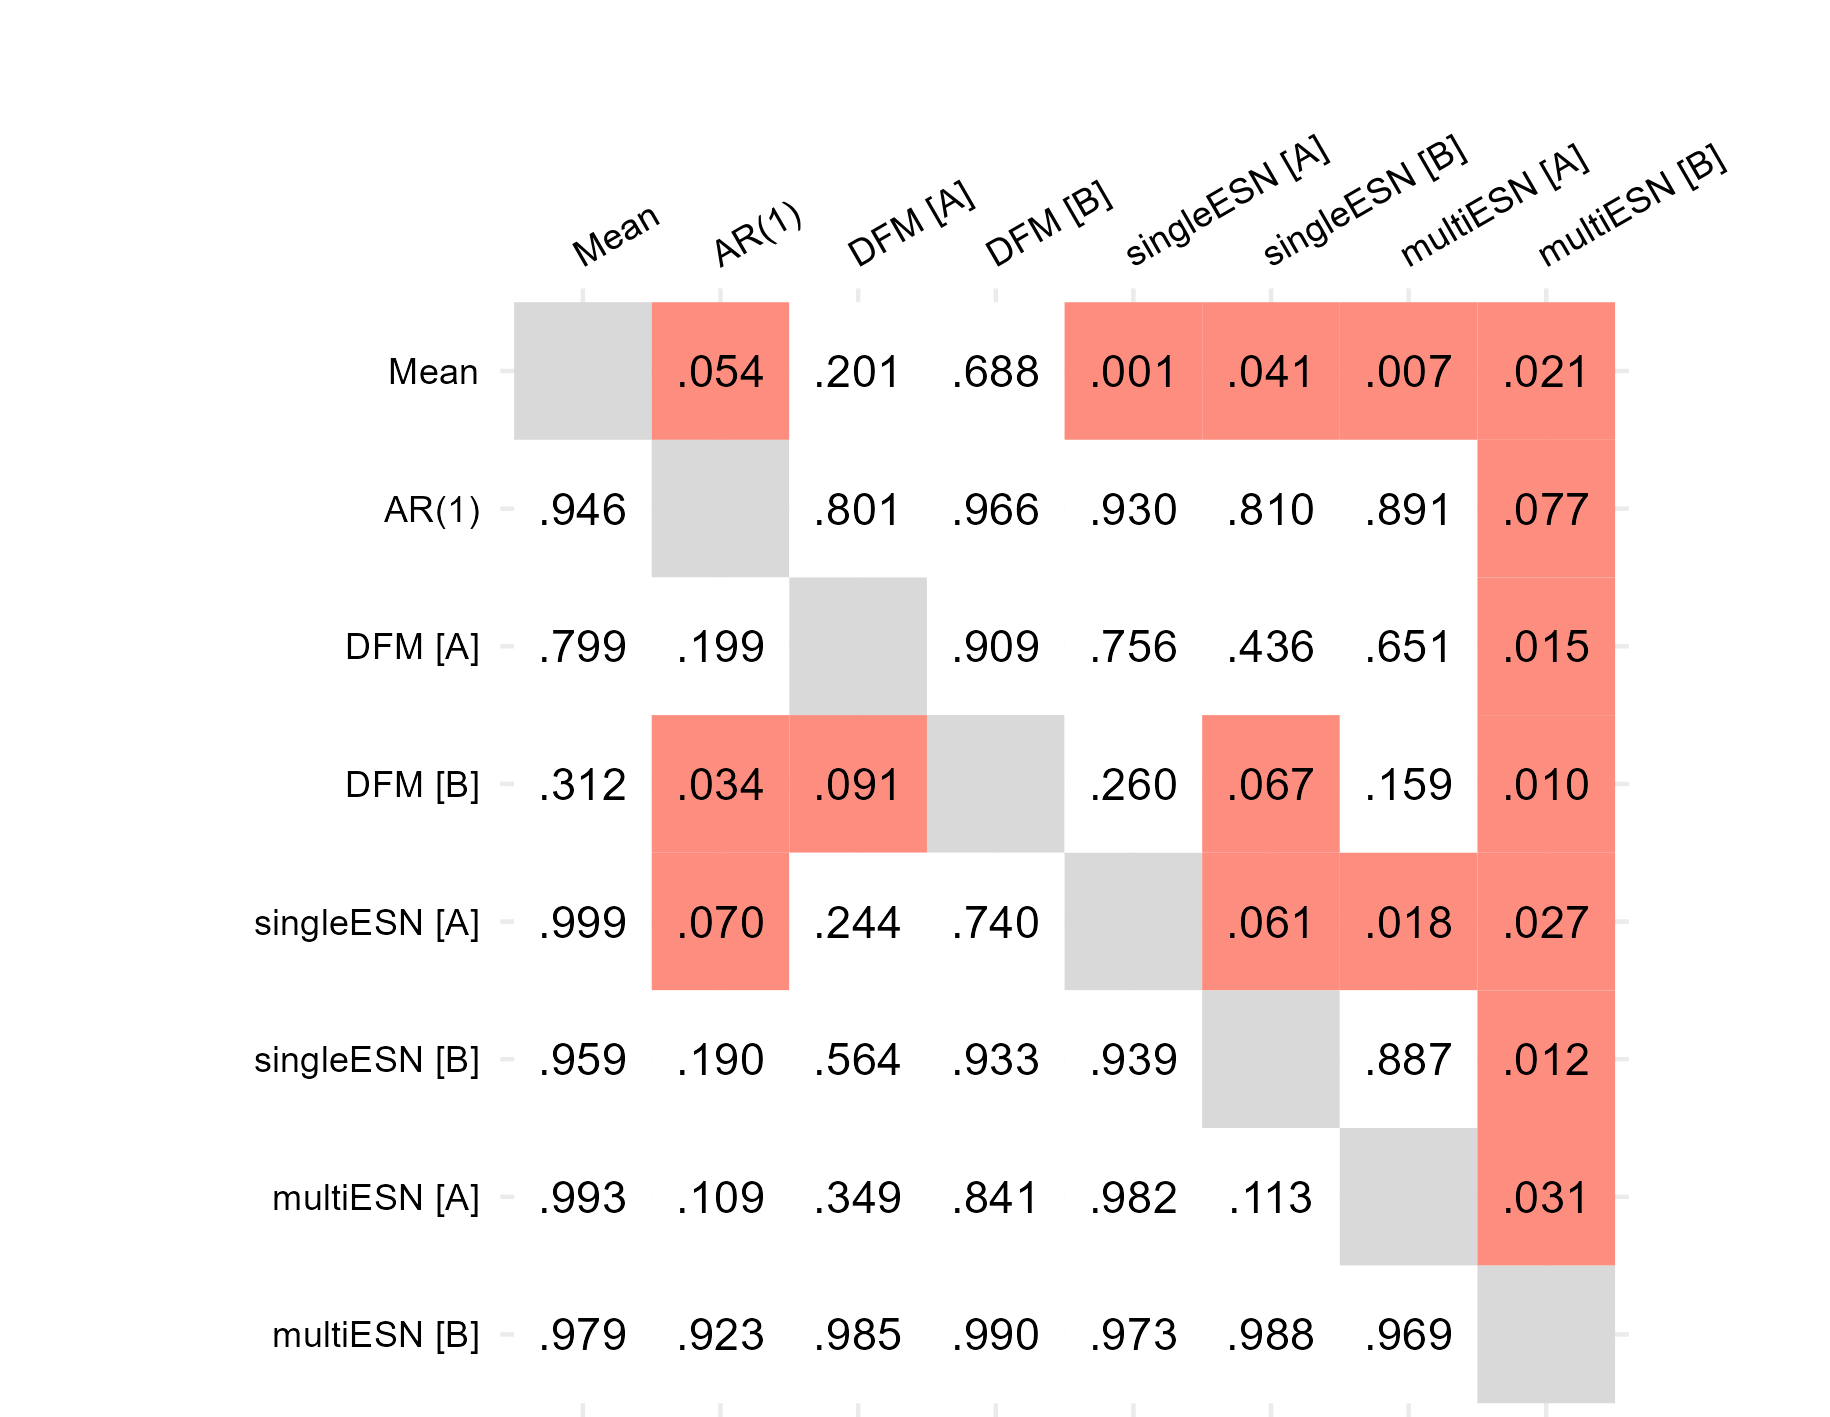 Mean AR(1) DFM [A] DFM [B] singleESN [A] singleESN [B] multiESN [A] multiESN [B]
Mean .054 .201 .688 .001 .041 .007 .021
AR(1) .946 .801 .966 .930 .810 .891 .077
DFM [A] .799 .199 .909 .756 .436 .651 .015
DFM [B] .312 .034 .091 .260 .067 .159 .010
singleESN [A] .999 .070 .244 .740 .061 .018 .027
singleESN [B] .959 .190 .564 .933 .939 .887 .012
multiESN [A] .993 .109 .349 .841 .982 .113 .031
multiESN [B] .979 .923 .985 .990 .973 .988 .969